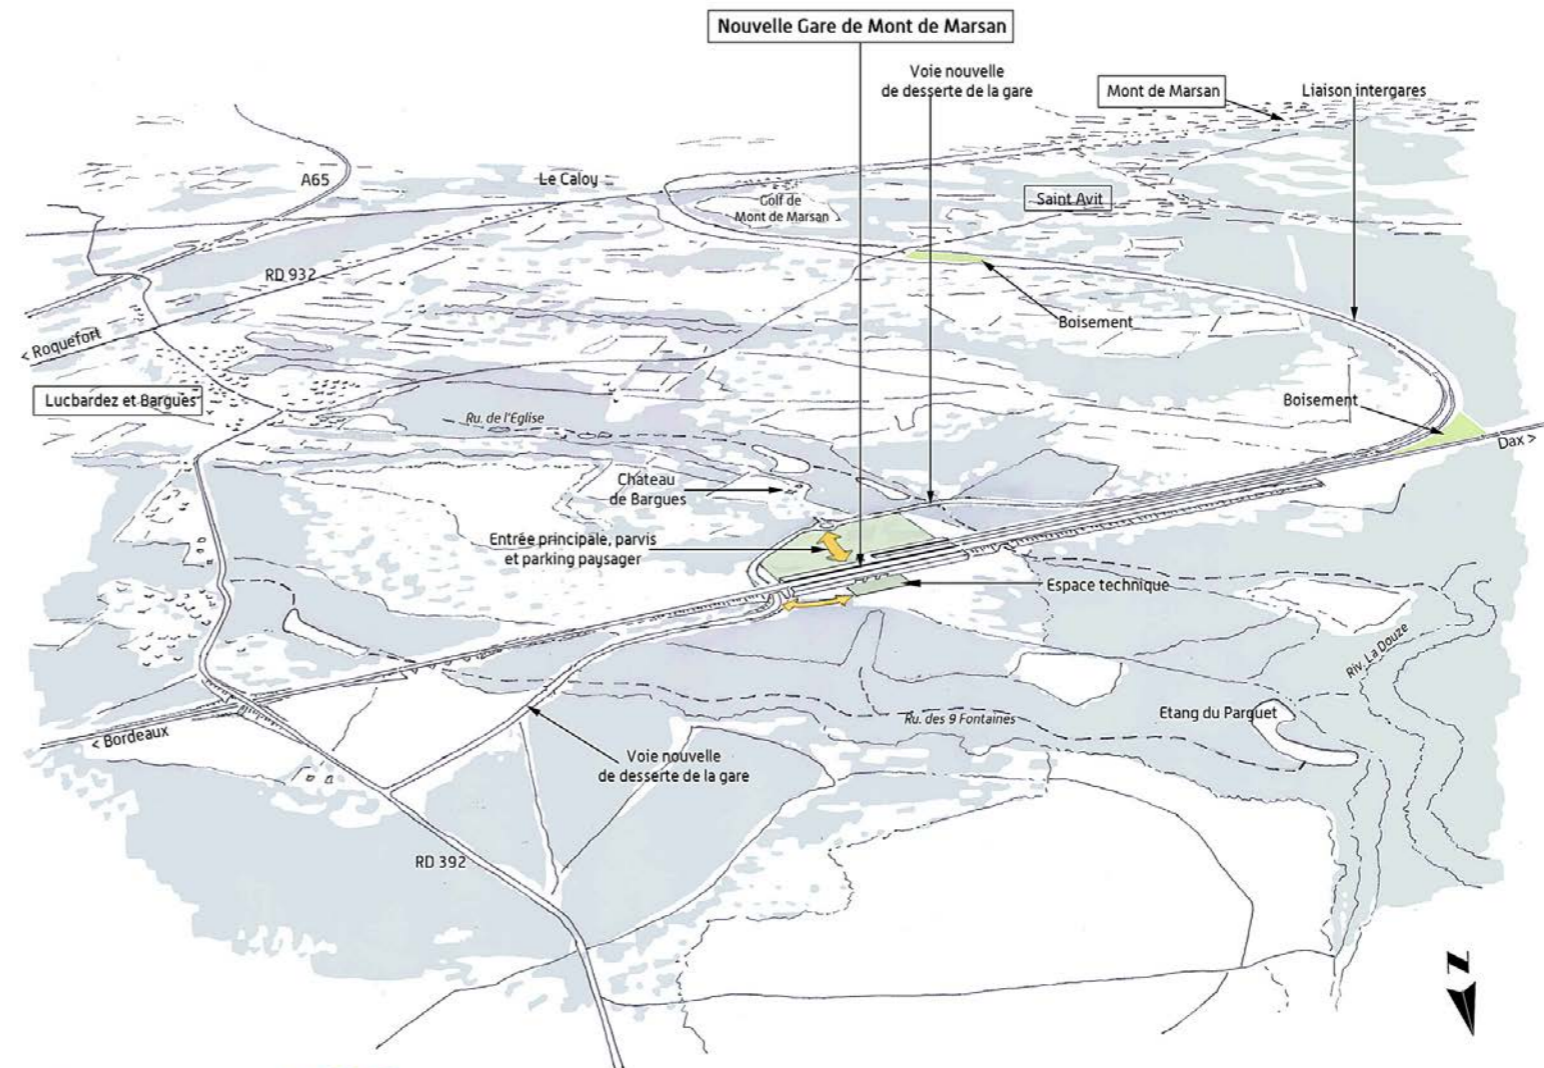 Nouvelle Gare de Mont de Marsan
Voie nouvelle
de desserte de la gare
Mont de Marsan
Liaison intergares
A65
Le Caloy
Golf de
Mont de Marsan
Saint Avit
RD 932
Boisement
< Roquefort
Lucbardez et Bargues
Ru. de l'Eglise
Boisement
Dax >
Château
de Bargues
Entrée principale, parvis
et parking paysager
Espace technique
Riv. La Douze
Etang du Parguet
Ru. des 9 Fontaines
< Bordeaux
Voie nouvelle
de desserte de la gare
RD 392
N